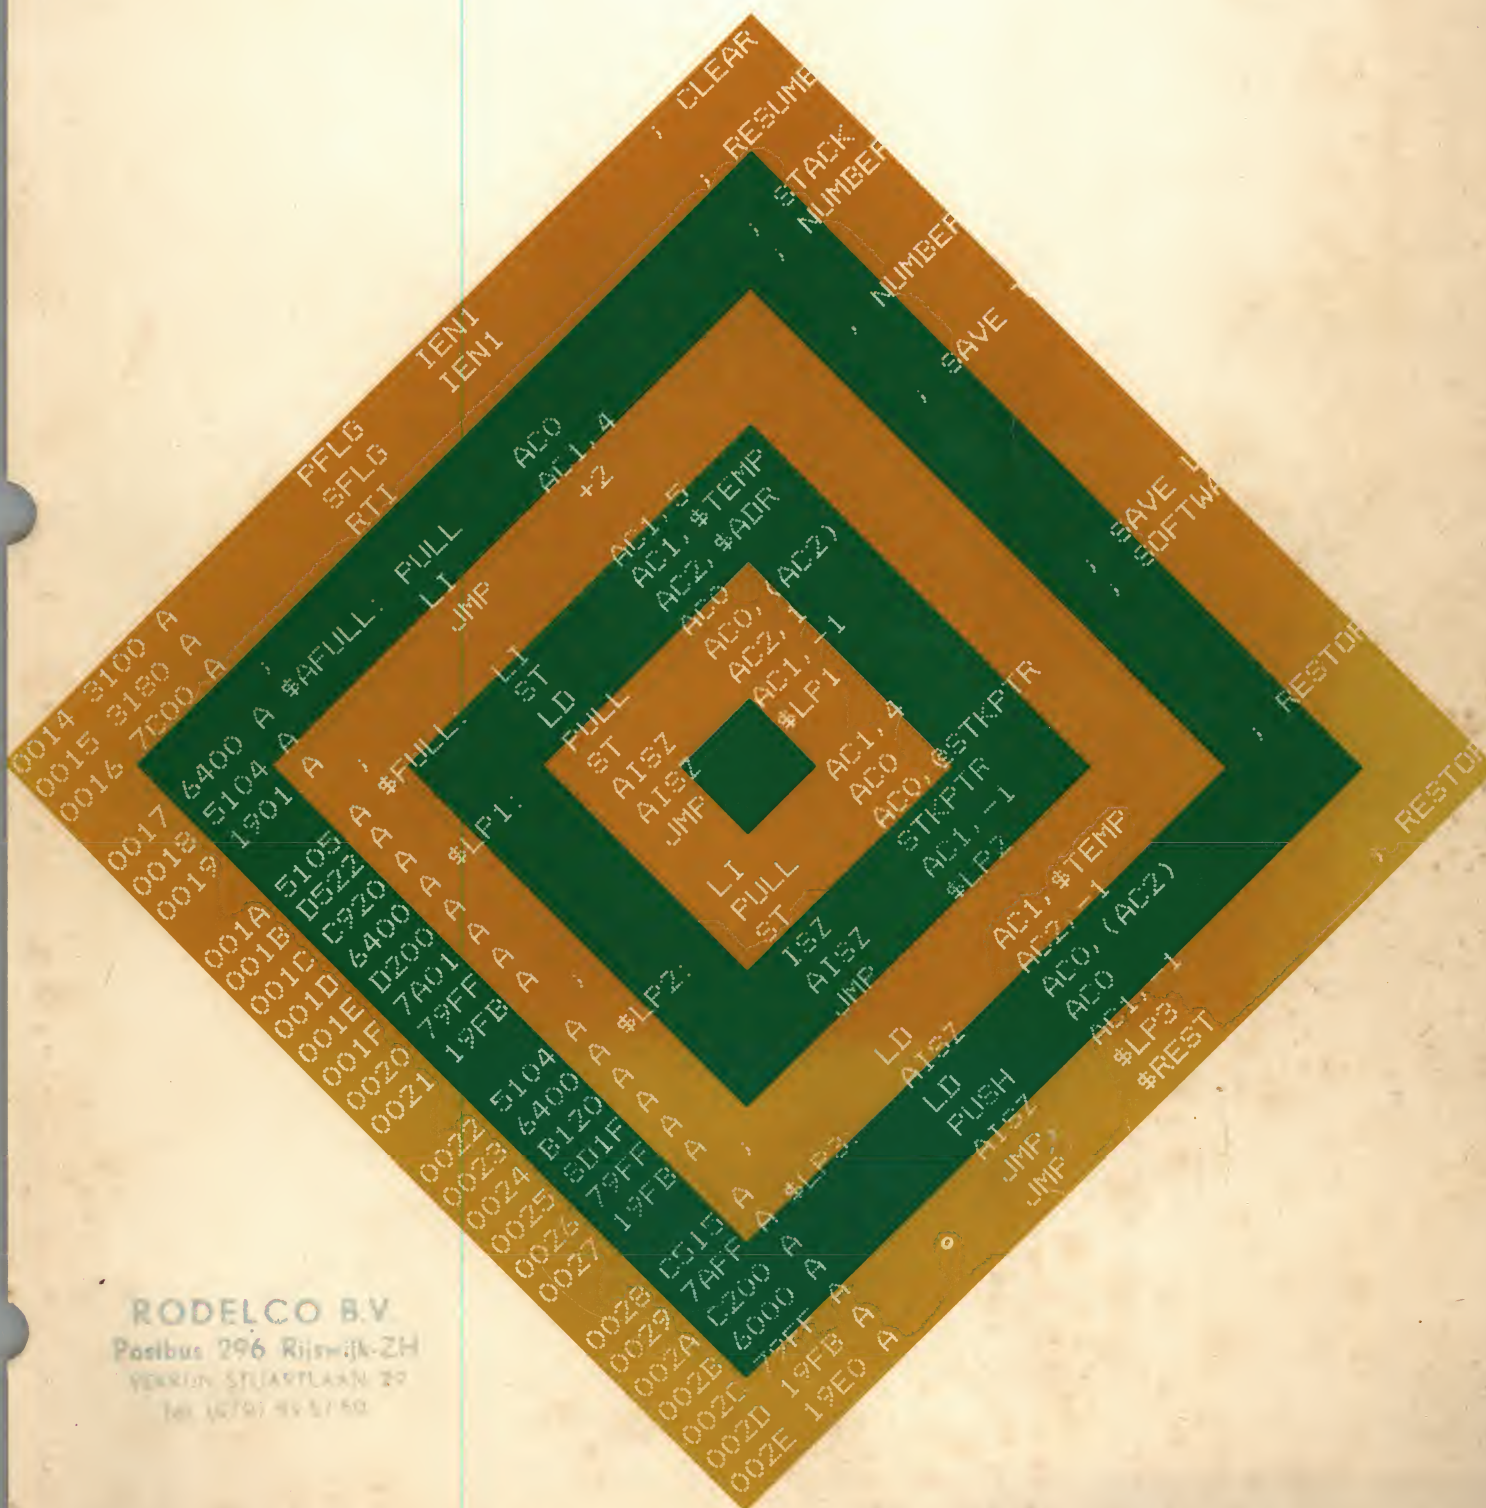 0014 3100 A PFLG IEN1 ; CLEAR
0015 3180 A SFLG IEN1
0016 7C00 A RTI ; RESUME
;
0017 6400 A $AFULL: PULL AC0 ; STACK
0018 5104 A LI AC1,4 ; NUMBER
0019 1901 A JMP +2
;
001A 5105 A $FULL: LI AC1,5 ; NUMBER
001B D522 A ST AC1,$TEMP
001C C920 A LD AC2,$ADR
001D 6400 A $LP1: PULL AC0 ; SAVE
001E D200 A ST AC0, (AC2)
001F 7A01 A AISZ AC2,1
0020 79FF A AISZ AC1,-1
0021 19FB A JMP $LP1
;
0022 5104 A LI AC1,4
0023 6400 A $LP2: PULL AC0 ; SAVE
0024 B120 A ST AC0,@STKPTR ; SOFTWA
0025 8D1F A ISZ STKPTR
0026 79FF A AISZ AC1,-1
0027 19FB A JMP $LP2
;
0028 C515 A LD AC1,$TEMP
0029 7AFF A $LP3: AISZ AC2,-1 ; RESTOR
002A C200 A LD AC0,(AC2)
002B 6000 A PUSH AC0
002C 79FF A AISZ AC1,-1
002D 19FB A JMP $LP3
002E 19E0 A JMP $REST ; RESTOR
RODELCO B.V.
Postbus 296 Rijswijk-ZH